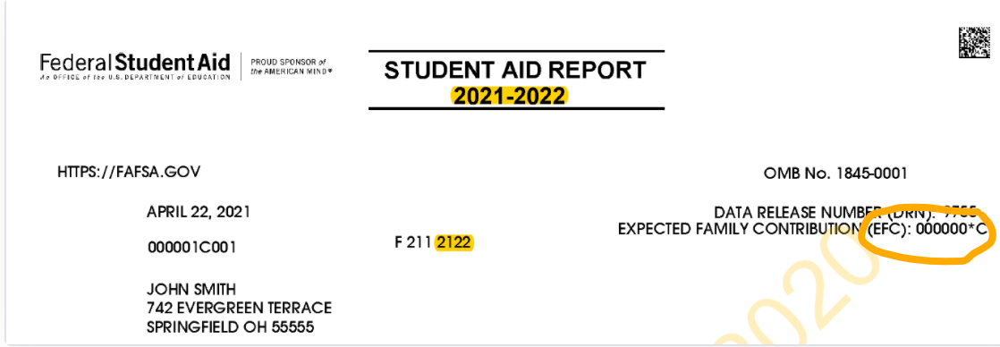 Federal Student Aid
An OFFICE of the U.S. DEPARTMENT of EDUCATION
PROUD SPONSOR of
the AMERICAN MIND®
STUDENT AID REPORT
2021-2022
HTTPS://FAFSA.GOV
OMB No. 1845-0001
APRIL 22, 2021
DATA RELEASE NUMBER (DRN): 9755
EXPECTED FAMILY CONTRIBUTION (EFC): 000000*C
000001C001
F 211 2122
JOHN SMITH
742 EVERGREEN TERRACE
SPRINGFIELD OH 55555
2020